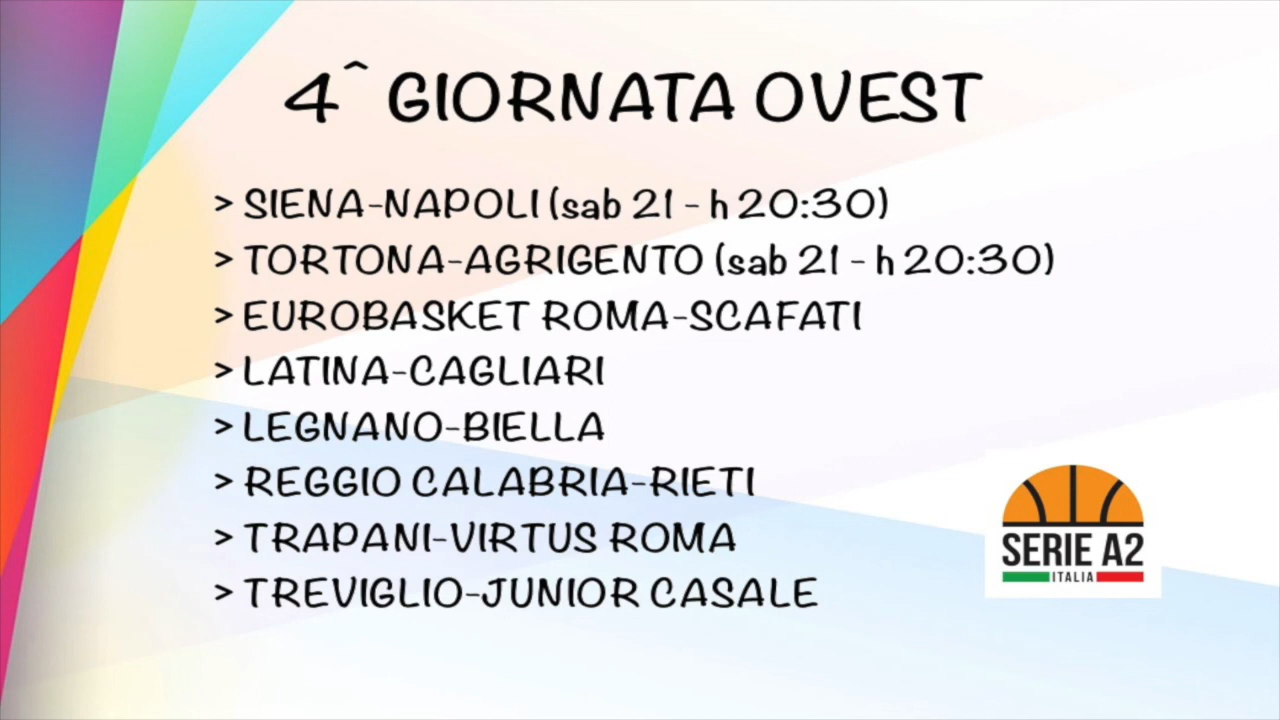 4^ GIORNATA OVEST
> SIENA-NAPOLI (sab 21 - h 20:30)
> TORTONA-AGRIGENTO (sab 21 - h 20:30)
> EUROBASKET ROMA-SCAFATI
> LATINA-CAGLIARI
> LEGNANO-BIELLA
> REGGIO CALABRIA-RIETI
> TRAPANI-VIRTUS ROMA
> TREVIGLIO-JUNIOR CASALE
SERIE A2
ITALIA